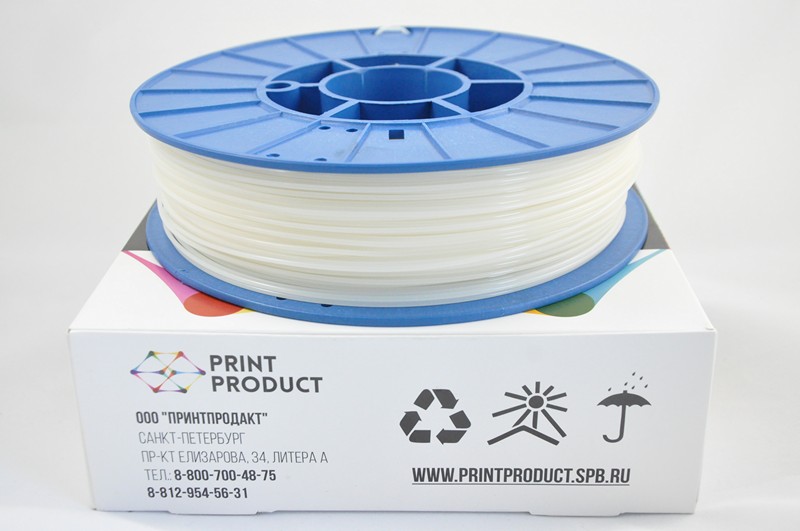 PRINT
PRODUCT
ООО "ПРИНТПРОДАКТ"
САНКТ-ПЕТЕРБУРГ
ПР-КТ ЕЛИЗАРОВА, 34, ЛИТЕРА А
ТЕЛ.: 8-800-700-48-75
8-812-954-56-31
WWW.PRINTPRODUCT.SPB.RU